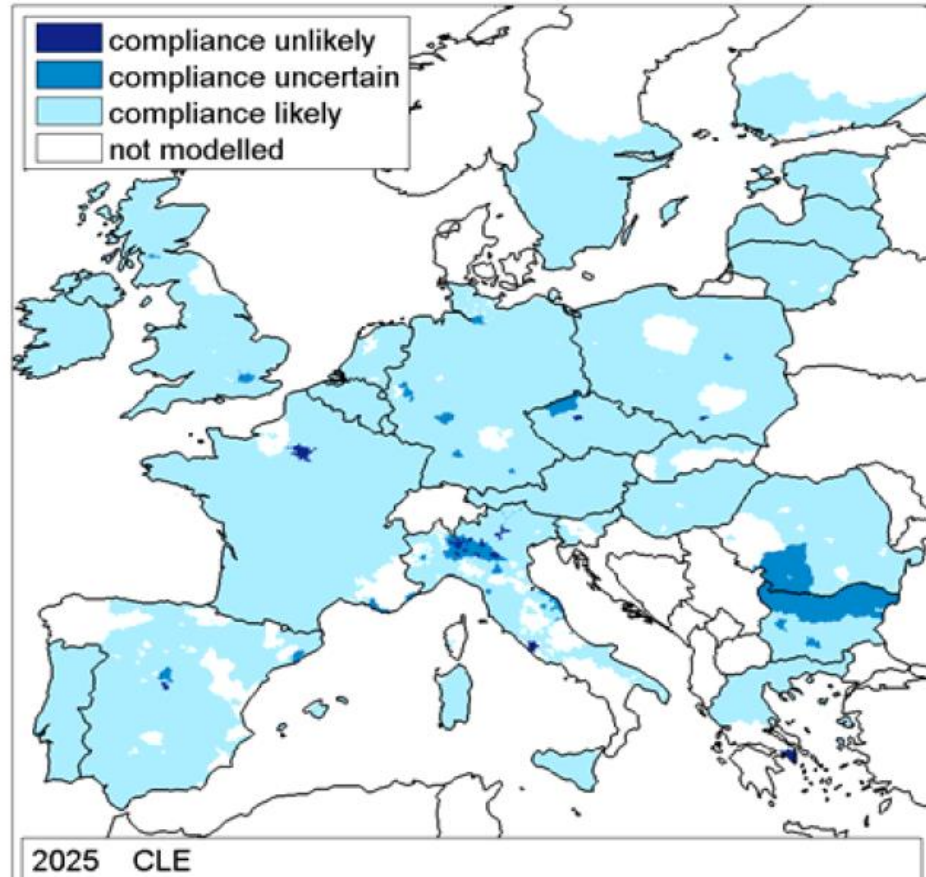 compliance unlikely
compliance uncertain
compliance likely
not modelled
2025 CLE